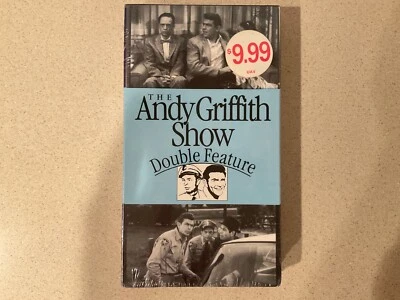 $9.99
THE
Andy Griffith
Show
Double Feature